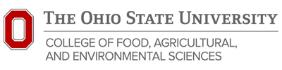 THE OHIO STATE UNIVERSITY
COLLEGE OF FOOD, AGRICULTURAL,
AND ENVIRONMENTAL SCIENCES